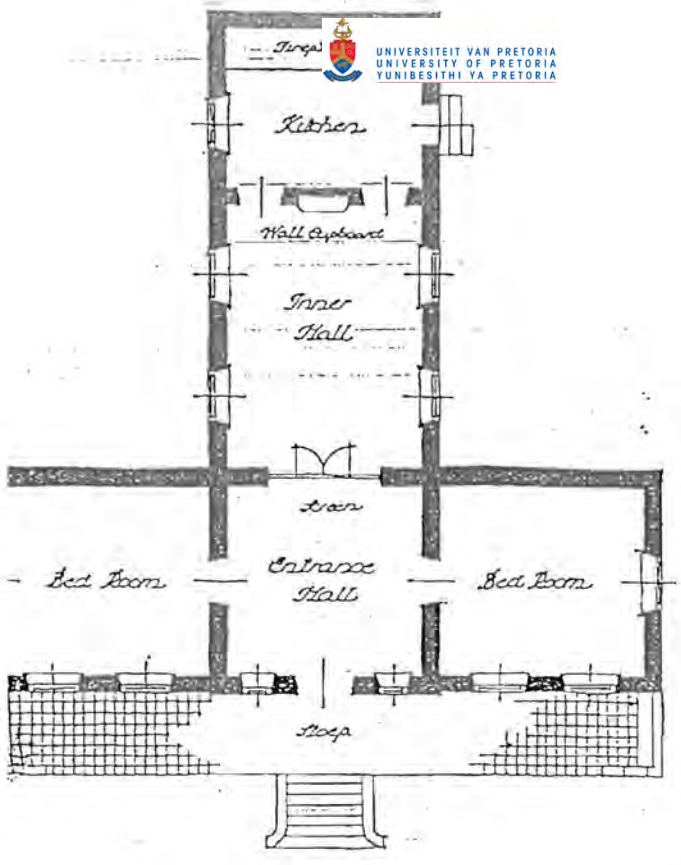 UNIVERSITEIT VAN PRETORIA
UNIVERSITY OF PRETORIA
YUNIBESITHI YA PRETORIA
Kitchen
Wall Cupboard
Inner
Hall
Screen
Bed Room
Entrance
Hall
Bed Room
Stoep